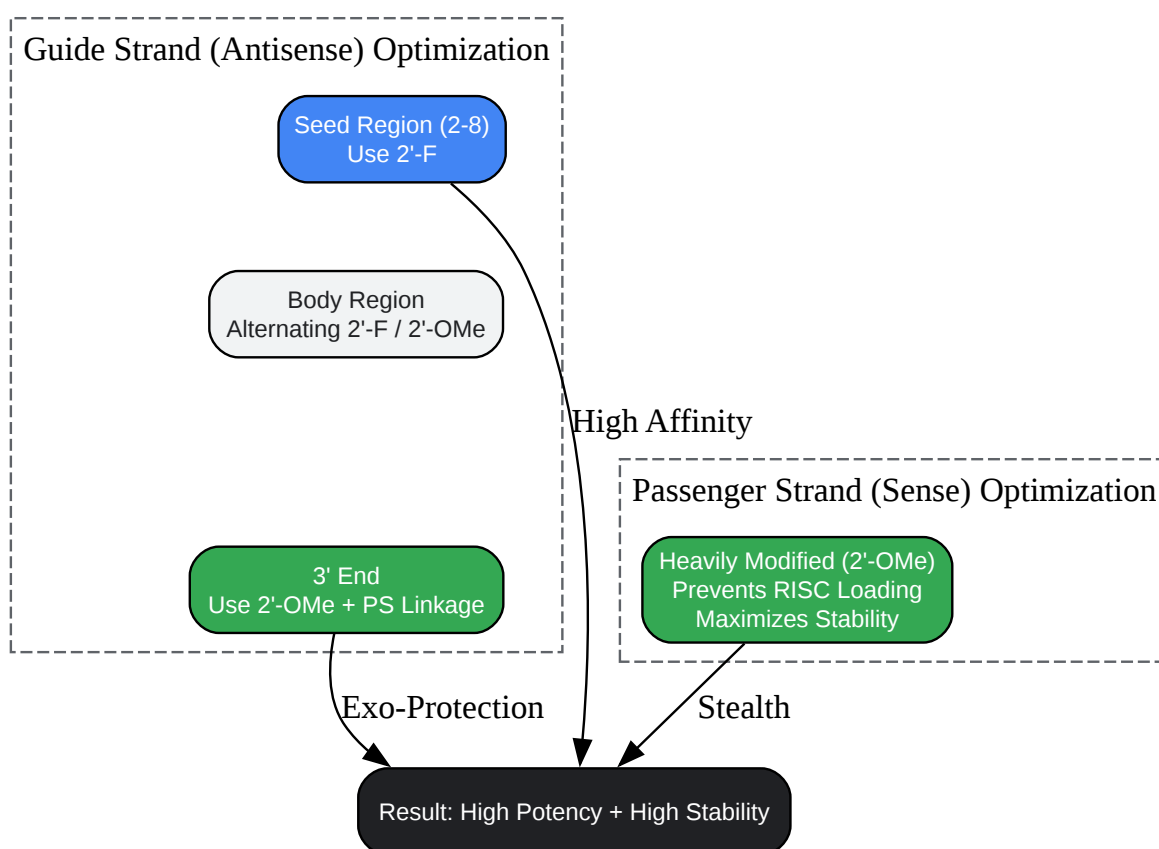 Guide Strand (Antisense) Optimization
Seed Region (2-8)
Use 2'-F
Body Region
Alternating 2'-F / 2'-OMe
High Affinity
Passenger Strand (Sense) Optimization
3' End
Use 2'-OMe + PS Linkage
Heavily Modified (2'-OMe)
Prevents RISC Loading
Maximizes Stability
Exo-Protection
Stealth
Result: High Potency + High Stability